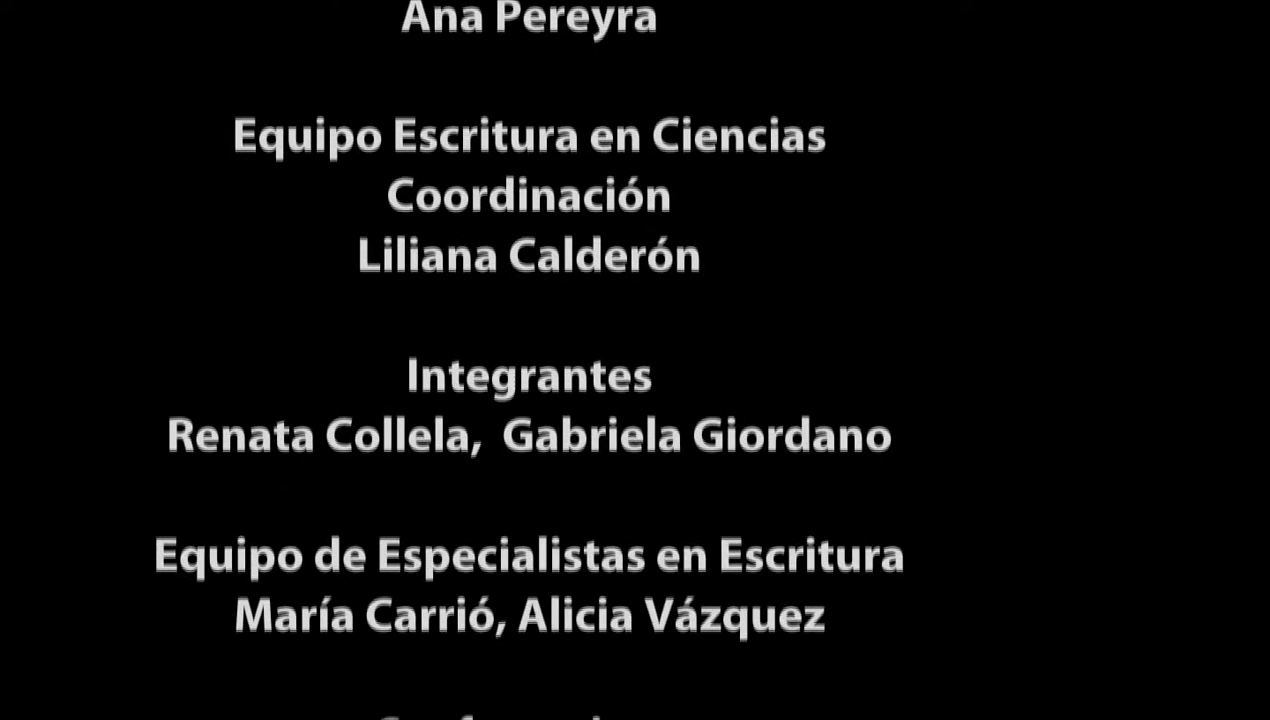 Ana Pereyra
Equipo Escritura en Ciencias
Coordinación
Liliana Calderón
Integrantes
Renata Collela, Gabriela Giordano
Equipo de Especialistas en Escritura
María Carrió, Alicia Vázquez